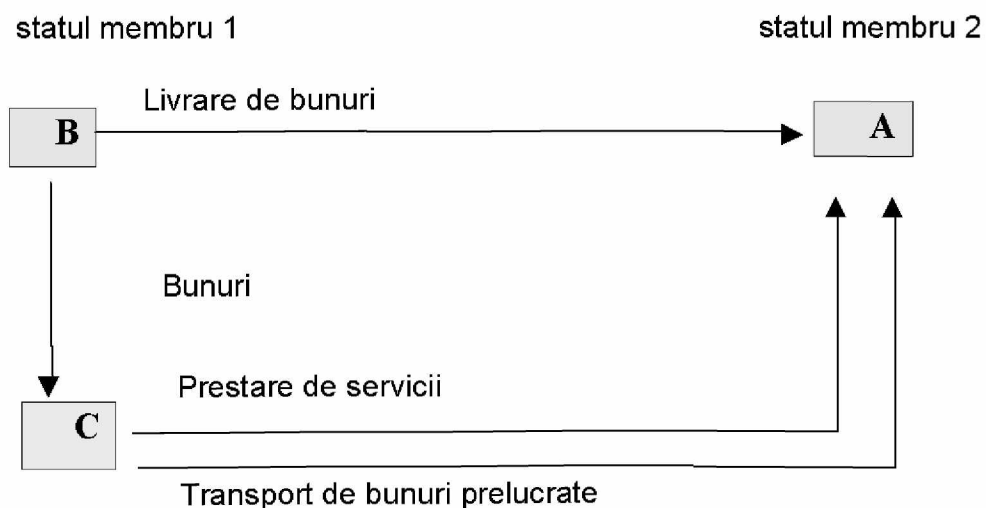 statul membru 1
statul membru 2
Livrare de bunuri
B
A
Bunuri
Prestare de servicii
C
Transport de bunuri prelucrate